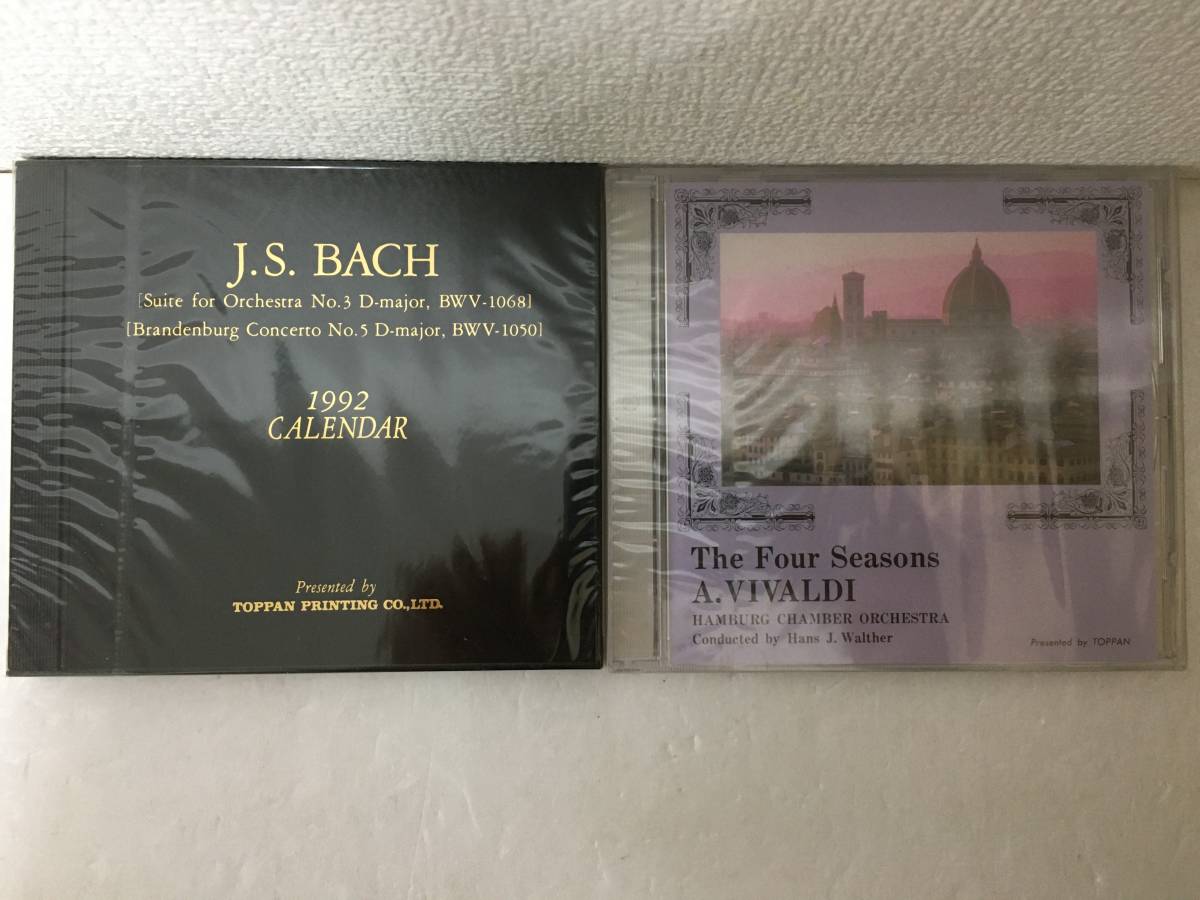 J.S. BACH
[Suite for Orchestra No.3 D-major, BWV-1068]
[Brandenburg Concerto No.5 D-major, BWV-1050]
1992
CALENDAR
Presented by
TOPPAN PRINTING CO.,LTD.
The Four Seasons
A.VIVALDI
HAMBURG CHAMBER ORCHESTRA
Conducted by Hans J. Walther
Presented by TOPPAN